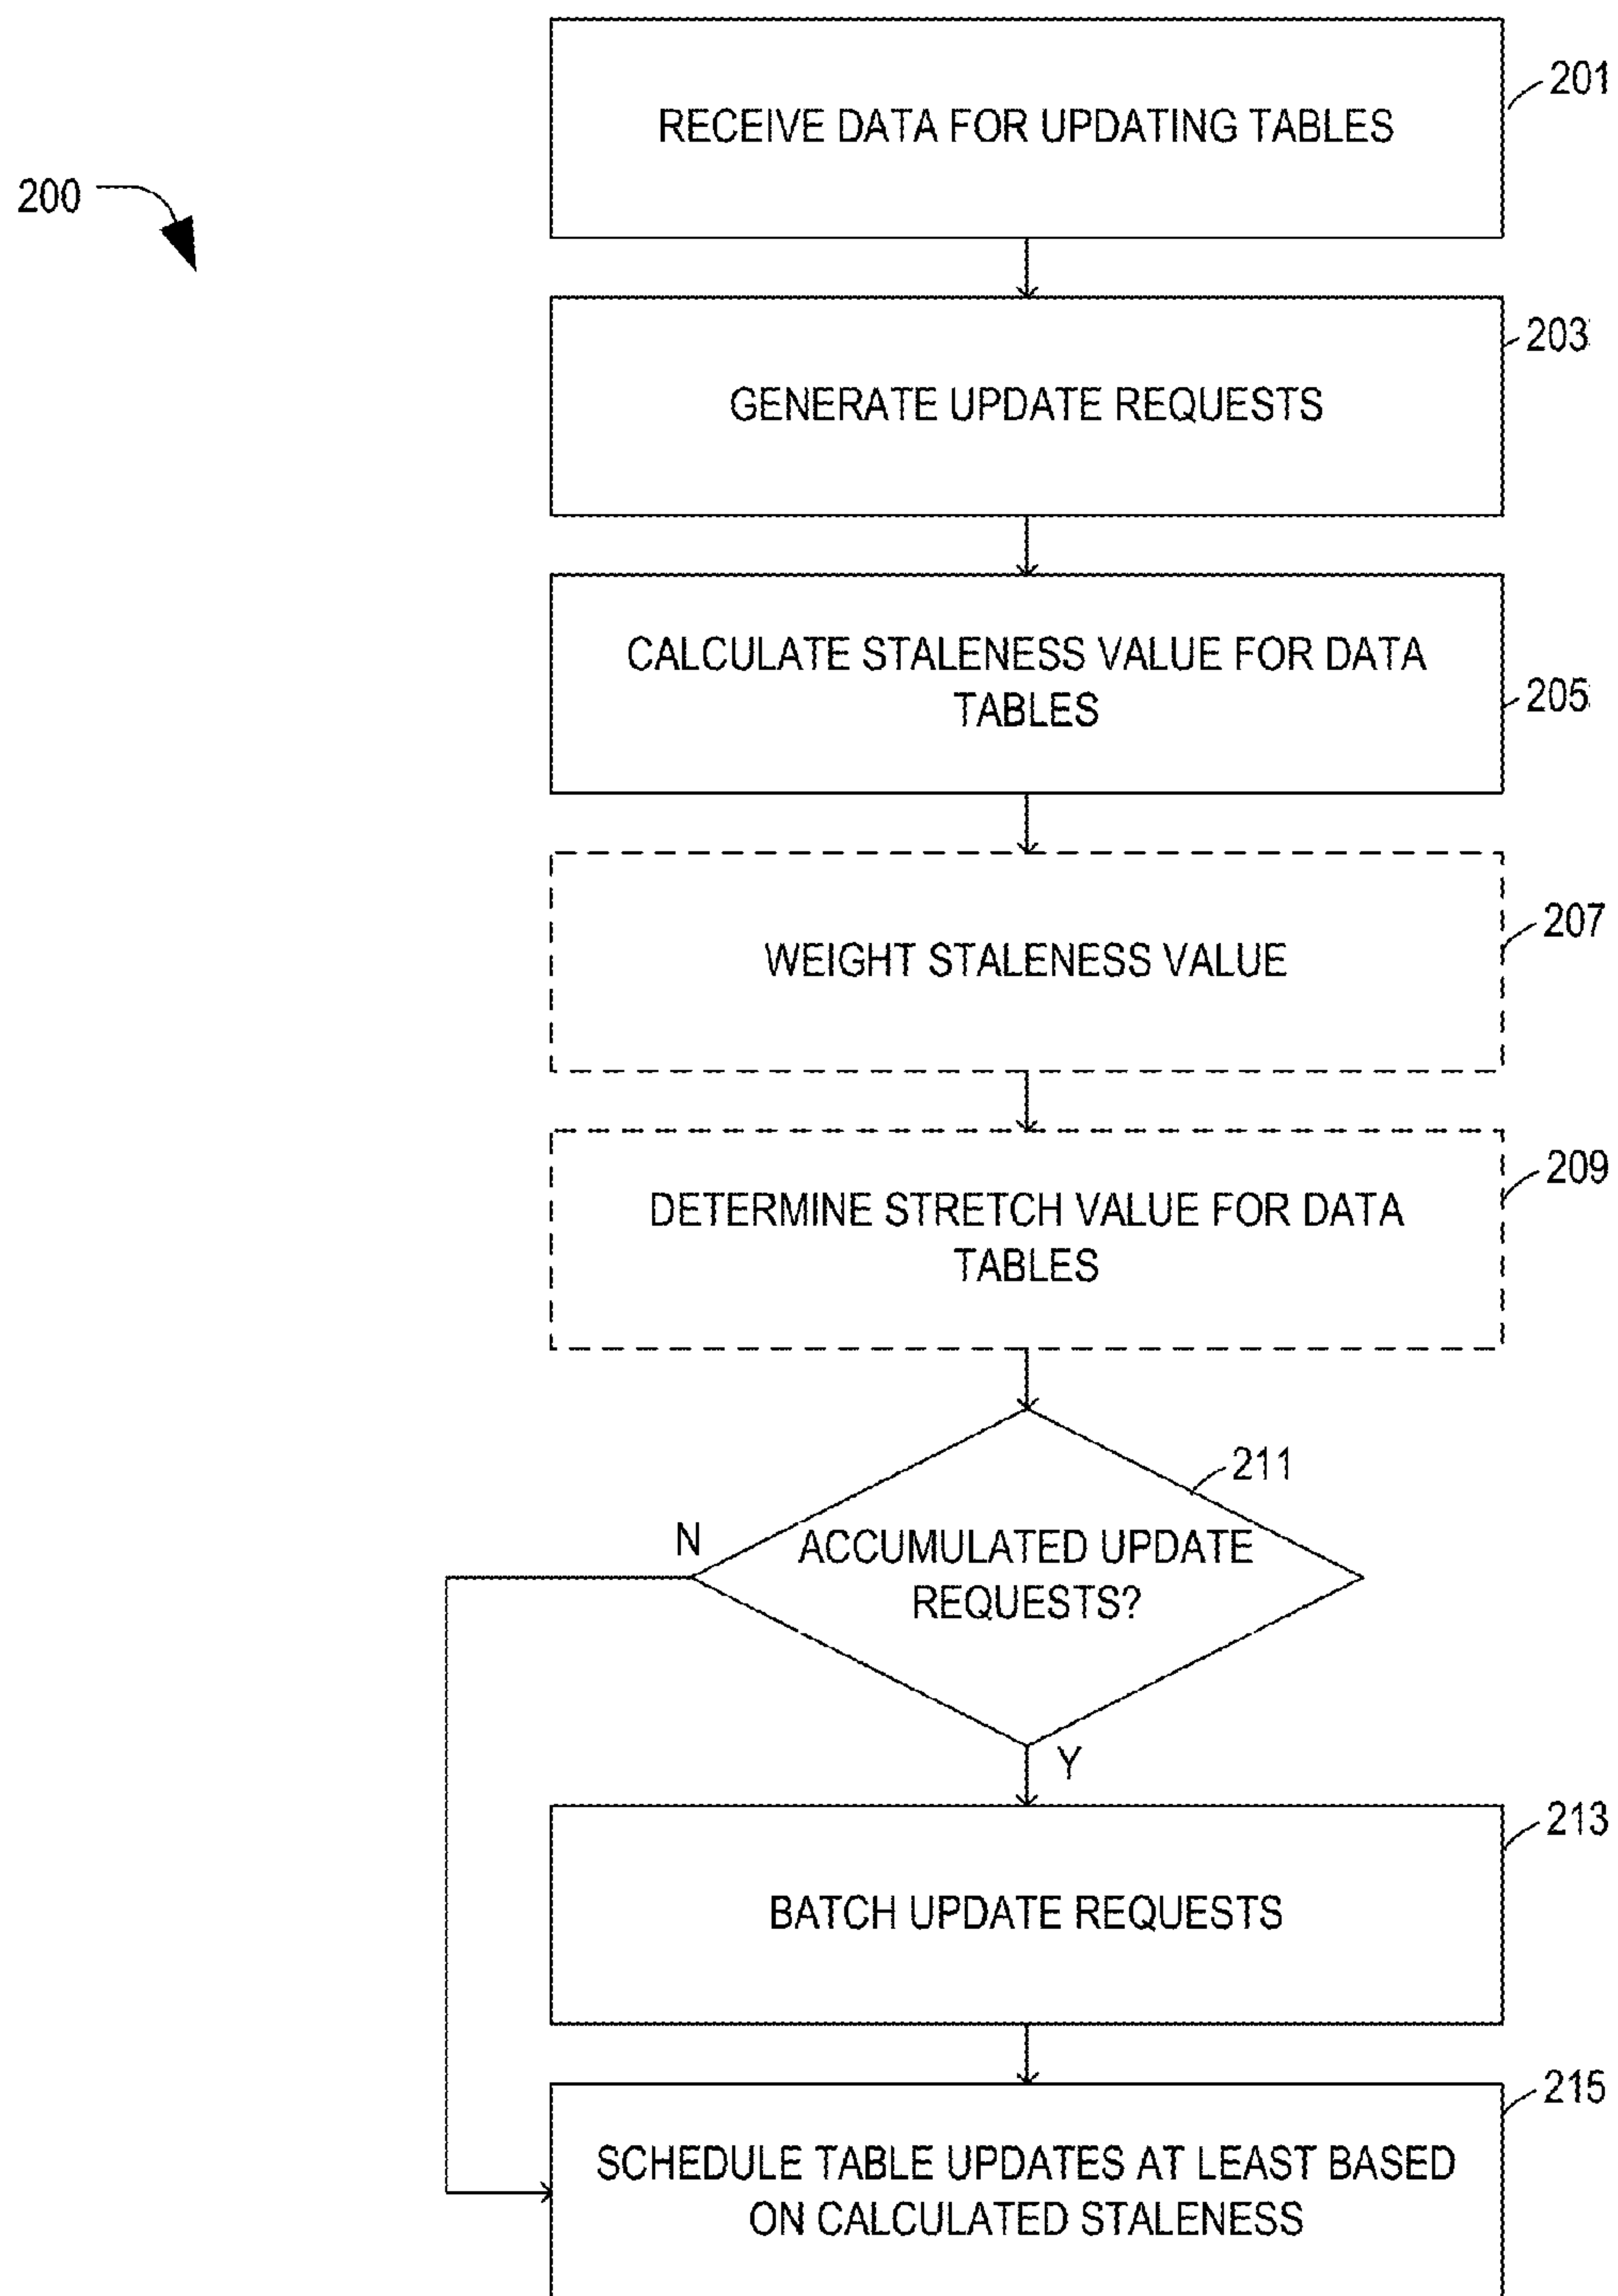 201
RECEIVE DATA FOR UPDATING TABLES
200
203
GENERATE UPDATE REQUESTS
CALCULATE STALENESS VALUE FOR DATA
TABLES
205
207
WEIGHT STALENESS VALUE
209
DETERMINE STRETCH VALUE FOR DATA
TABLES
211
N
ACCUMULATED UPDATE
REQUESTS?
Y
213
BATCH UPDATE REQUESTS
215
SCHEDULE TABLE UPDATES AT LEAST BASED
ON CALCULATED STALENESS